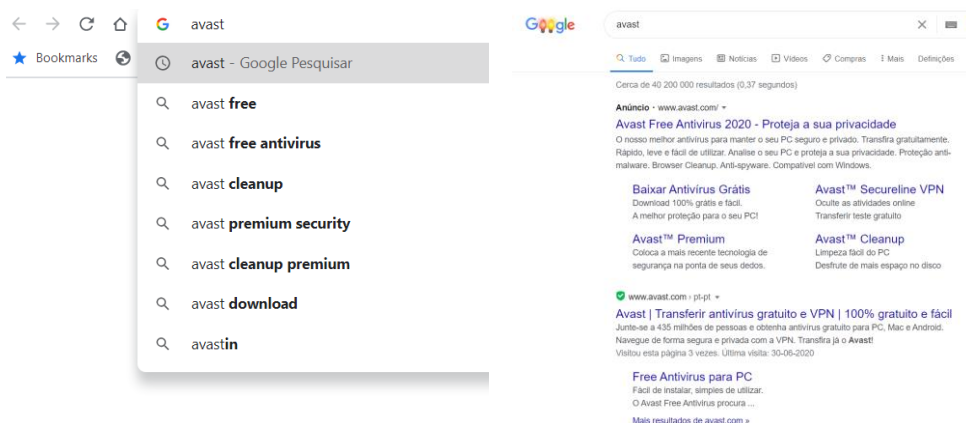 avast
Bookmarks
avast - Google Pesquisar
avast free
avast free antivirus
avast cleanup
avast premium security
avast cleanup premium
avast download
avastin
Google
avast
Tudo Imagens Notícias Vídeos Compras Mais Definições
Cerca de 40 200 000 resultados (0,37 segundos)
Anúncio · www.avast.com/
Avast Free Antivirus 2020 - Proteja a sua privacidade
O nosso melhor antivírus para manter o seu PC seguro e privado. Transfira gratuitamente.
Rápido, leve e fácil de utilizar. Analise o seu PC e proteja a sua privacidade. Proteção anti-
malware. Browser Cleanup. Anti-spyware. Compatível com Windows.
Baixar Antivírus Grátis
Download 100% grátis e fácil.
A melhor proteção para o seu PC!
Avast™ Secureline VPN
Oculte as atividades online
Transferir teste gratuito
Avast™ Premium
Coloca a mais recente tecnologia de
segurança na ponta de seus dedos.
Avast™ Cleanup
Limpeza fácil do PC
Desfrute de mais espaço no disco
www.avast.com › pt-pt
Avast | Transferir antivírus gratuito e VPN | 100% gratuito e fácil
Junte-se a 435 milhões de pessoas e obtenha antivírus gratuito para PC, Mac e Android.
Navegue de forma segura e privada com a VPN. Transfira já o Avast!
Visitou esta página 3 vezes. Última visita: 30-06-2020
Free Antivirus para PC
Fácil de instalar, simples de utilizar.
O Avast Free Antivirus procura ...
Mais resultados de avast.com »